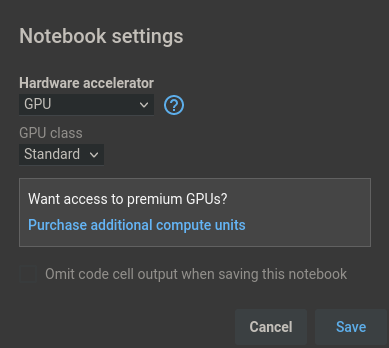 Notebook settings
Hardware accelerator
GPU
?
GPU class
Standard
Want access to premium GPUs?
Purchase additional compute units
Omit code cell output when saving this notebook
Cancel Save